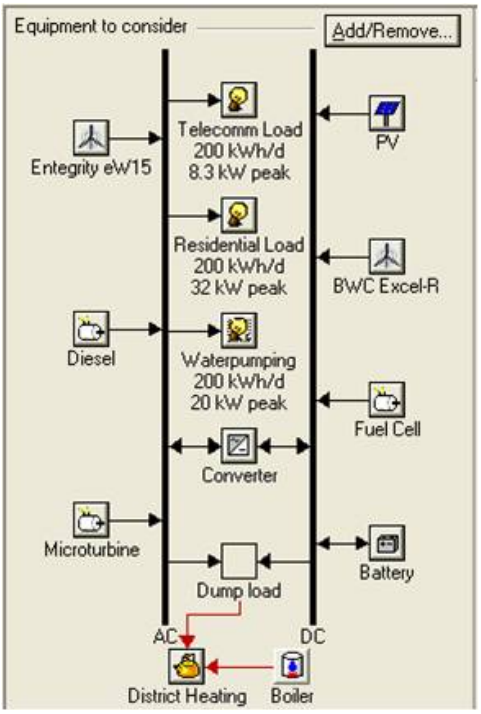 Equipment to consider
Add/Remove...
Telecomm Load
200 kWh/d
8.3 kW peak
PV
Entegrity eW15
Residential Load
200 kWh/d
32 kW peak
BWC Excel-R
Diesel
Waterpumping
200 kWh/d
20 kW peak
Fuel Cell
Converter
Microturbine
Battery
Dump load
AC
DC
District Heating
Boiler